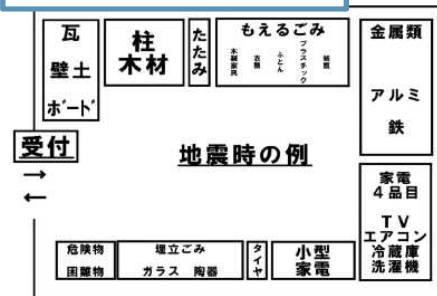 瓦
壁土
ボード
柱
木材
たたみ
もえるごみ
木製家具
衣類
ふとん
プラスチック
紙類
金属類
アルミ
鉄
受付
→
←
地震時の例
家電
4品目
TV
エアコン
冷蔵庫
洗濯機
危険物
困難物
埋立ごみ
ガラス 陶器
タイヤ
小型
家電